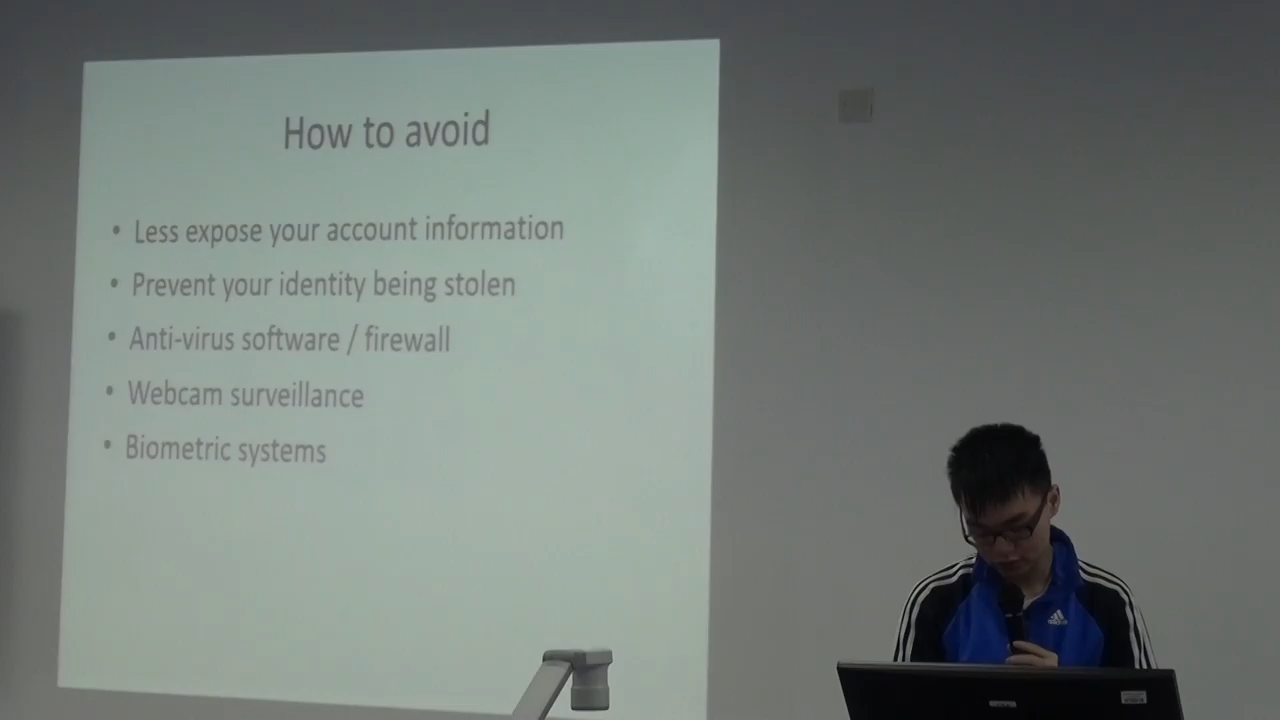 How to avoid
• Less expose your account information
• Prevent your identity being stolen
• Anti-virus software / firewall
• Webcam surveillance
• Biometric systems